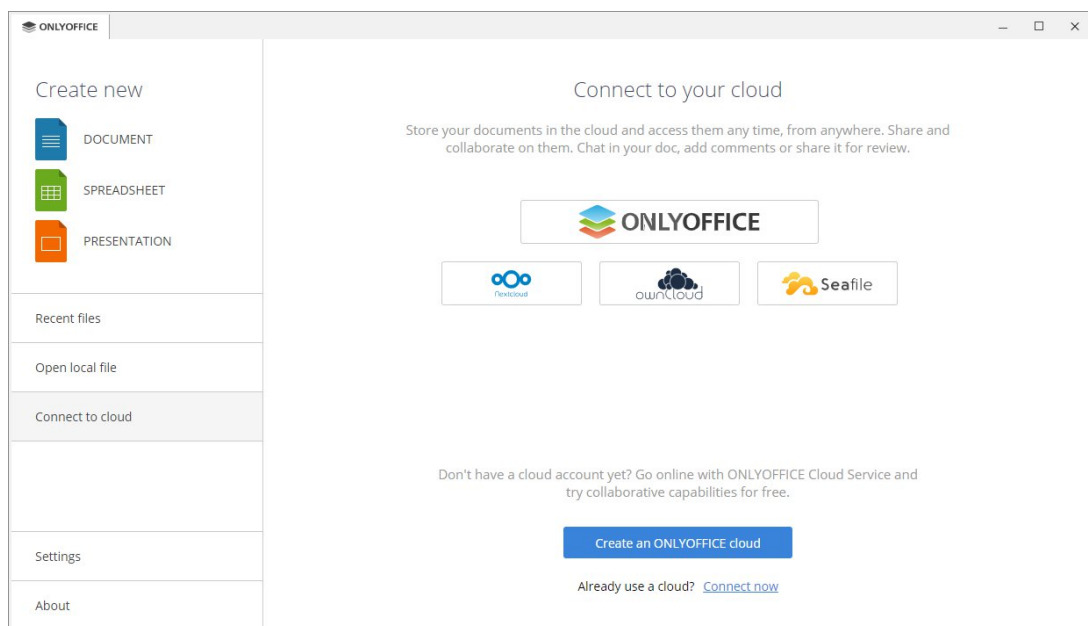 ONLYOFFICE
Create new
DOCUMENT
SPREADSHEET
PRESENTATION
Recent files
Open local file
Connect to cloud
Settings
About
Connect to your cloud
Store your documents in the cloud and access them any time, from anywhere. Share and
collaborate on them. Chat in your doc, add comments or share it for review.
ONLYOFFICE
Nextcloud
ownCloud
Seafile
Don't have a cloud account yet? Go online with ONLYOFFICE Cloud Service and
try collaborative capabilities for free.
Create an ONLYOFFICE cloud
Already use a cloud? Connect now